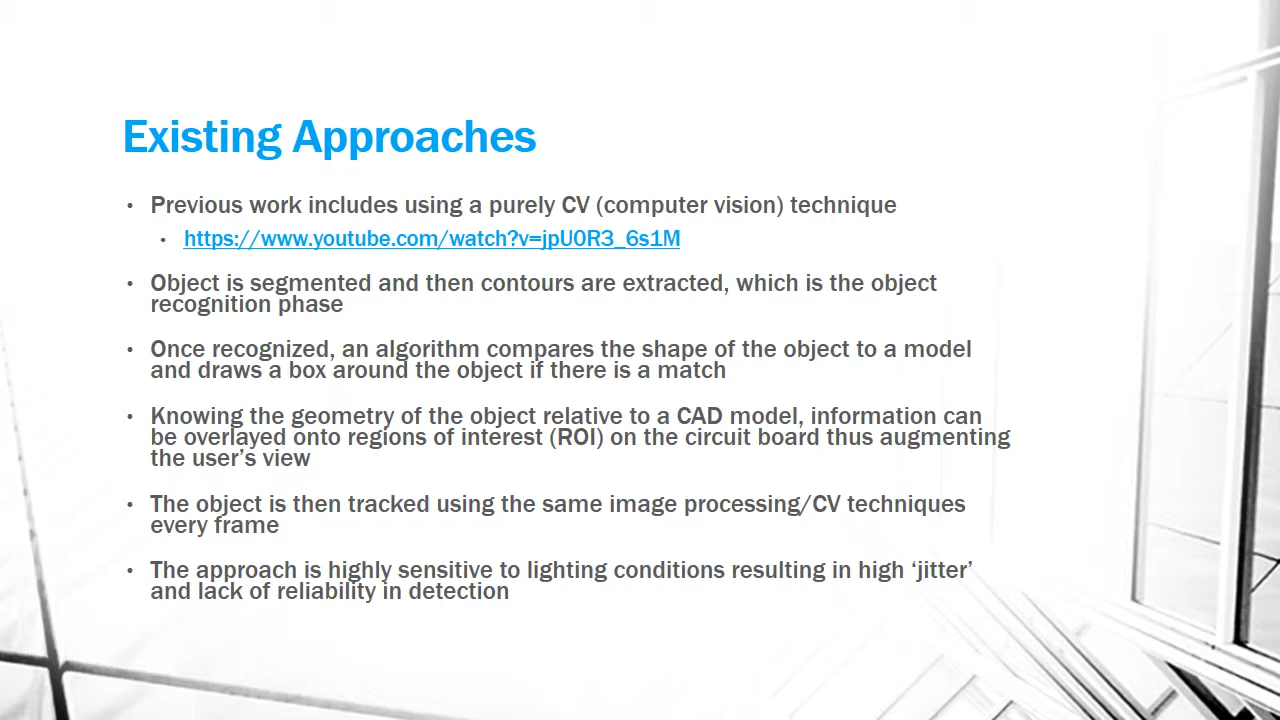 Existing Approaches
• Previous work includes using a purely CV (computer vision) technique
• https://www.youtube.com/watch?v=jpU0R3_6s1M
• Object is segmented and then contours are extracted, which is the object
recognition phase
• Once recognized, an algorithm compares the shape of the object to a model
and draws a box around the object if there is a match
• Knowing the geometry of the object relative to a CAD model, information can
be overlayed onto regions of interest (ROI) on the circuit board thus augmenting
the user’s view
• The object is then tracked using the same image processing/CV techniques
every frame
• The approach is highly sensitive to lighting conditions resulting in high ‘jitter’
and lack of reliability in detection